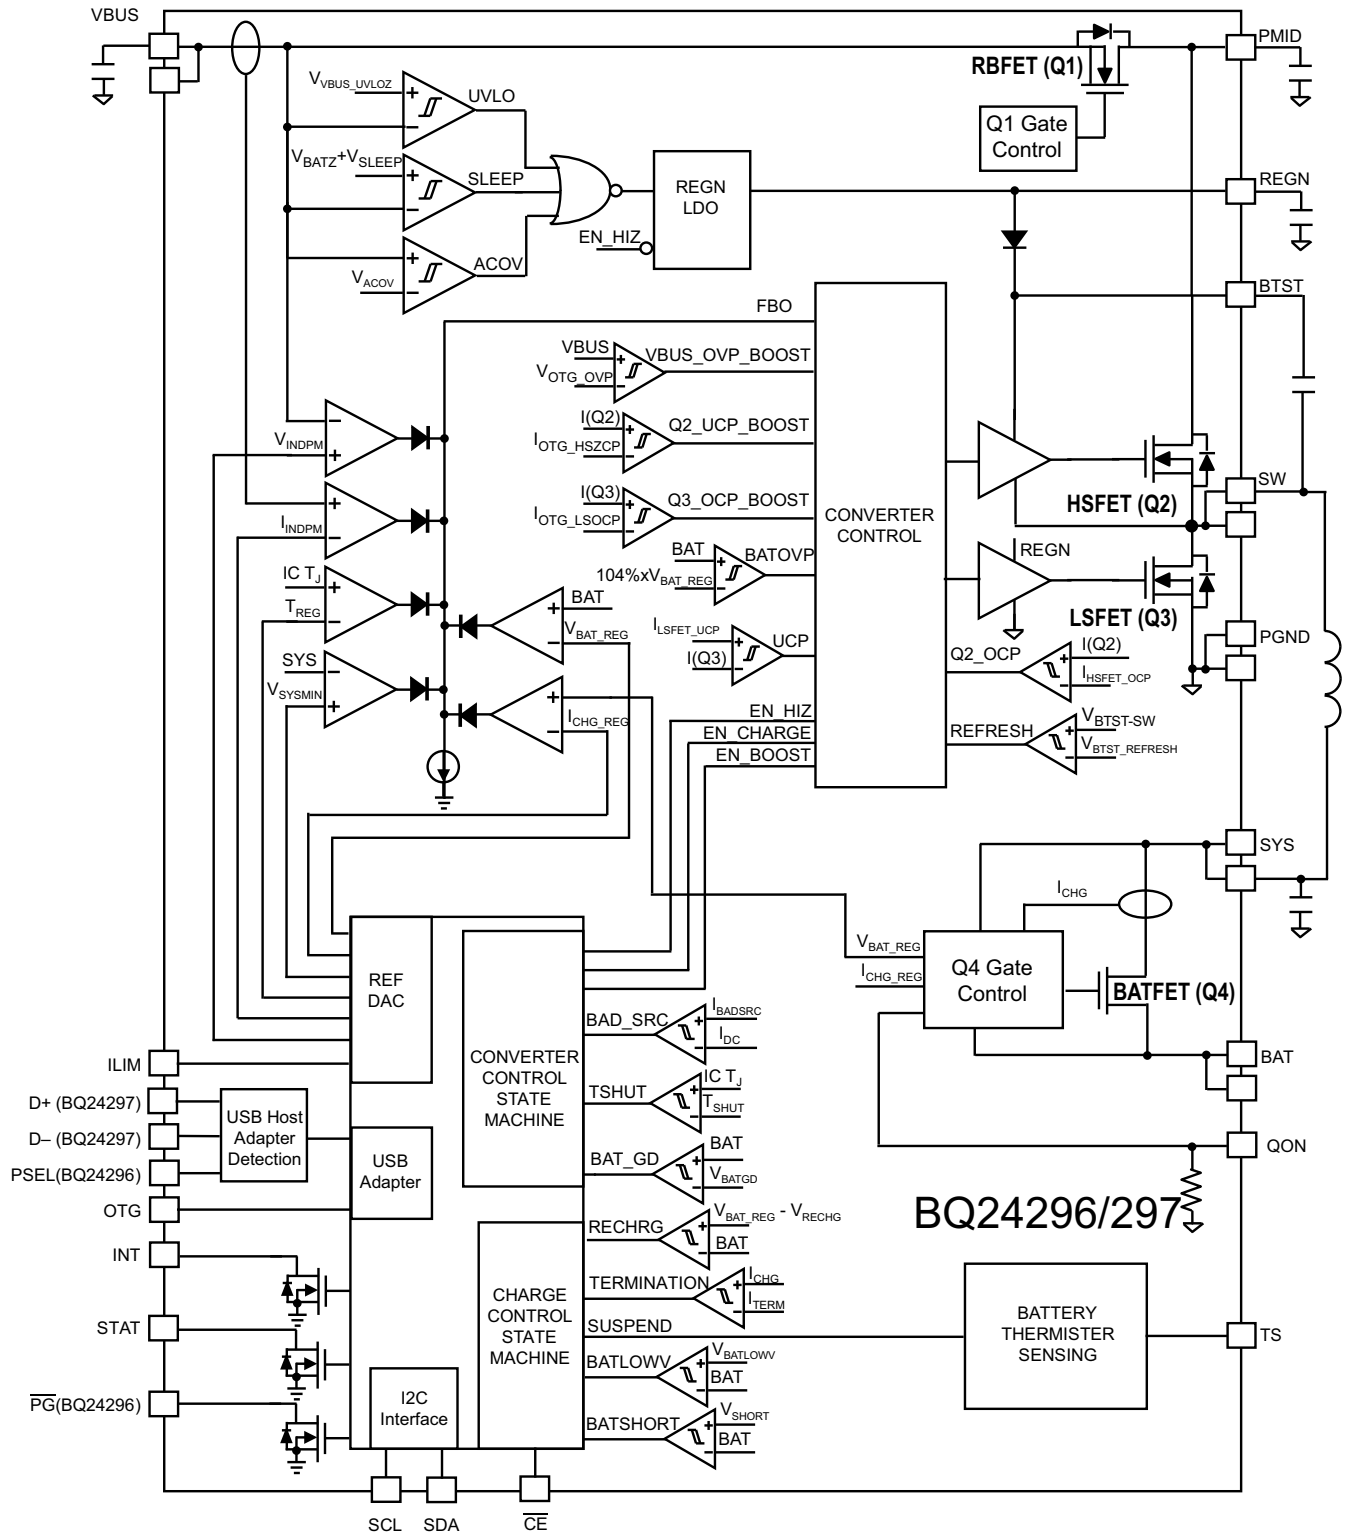 VBUS
PMID
RBFET (Q1)
V_VBUS_UVLOZ
UVLO
Q1 Gate
Control
V_BATZ+V_SLEEP
SLEEP
REGN
LDO
REGN
EN_HIZ
ACOV
V_ACOV
BTST
FBO
VBUS
VBUS_OVP_BOOST
V_OTG_OVP
I(Q2)
Q2_UCP_BOOST
I_OTG_HSZCP
V_INDPM
SW
HSFET (Q2)
I(Q3)
Q3_OCP_BOOST
I_OTG_LSOCP
CONVERTER
CONTROL
I_INDPM
REGN
BAT
BATOVP
104%xV_BAT_REG
IC T_J
T_REG
BAT
V_BAT_REG
LSFET (Q3)
I_LSFET_UCP
UCP
I(Q3)
PGND
Q2_OCP
I(Q2)
I_HSFET_OCP
SYS
V_SYSMIN
I_CHG_REG
EN_HIZ
EN_CHARGE
EN_BOOST
REFRESH
V_BTST-SW
V_BTST_REFRESH
SYS
I_CHG
V_BAT_REG
I_CHG_REG
Q4 Gate
Control
BATFET (Q4)
REF
DAC
BAD_SRC
I_BADSRC
I_DC
BAT
ILIM
CONVERTER
CONTROL
STATE
MACHINE
TSHUT
IC T_J
T_SHUT
D+ (BQ24297)
D– (BQ24297)
PSEL(BQ24296)
OTG
USB Host
Adapter
Detection
USB
Adapter
BAT_GD
BAT
V_BATGD
QON
BQ24296/297
RECHRG
V_BAT_REG - V_RECHG
BAT
INT
TERMINATION
I_CHG
I_TERM
CHARGE
CONTROL
STATE
MACHINE
SUSPEND
BATTERY
THERMISTER
SENSING
TS
STAT
BATLOWV
V_BATLOWV
BAT
PG(BQ24296)
I2C
Interface
BATSHORT
V_SHORT
BAT
SCL
SDA
CE